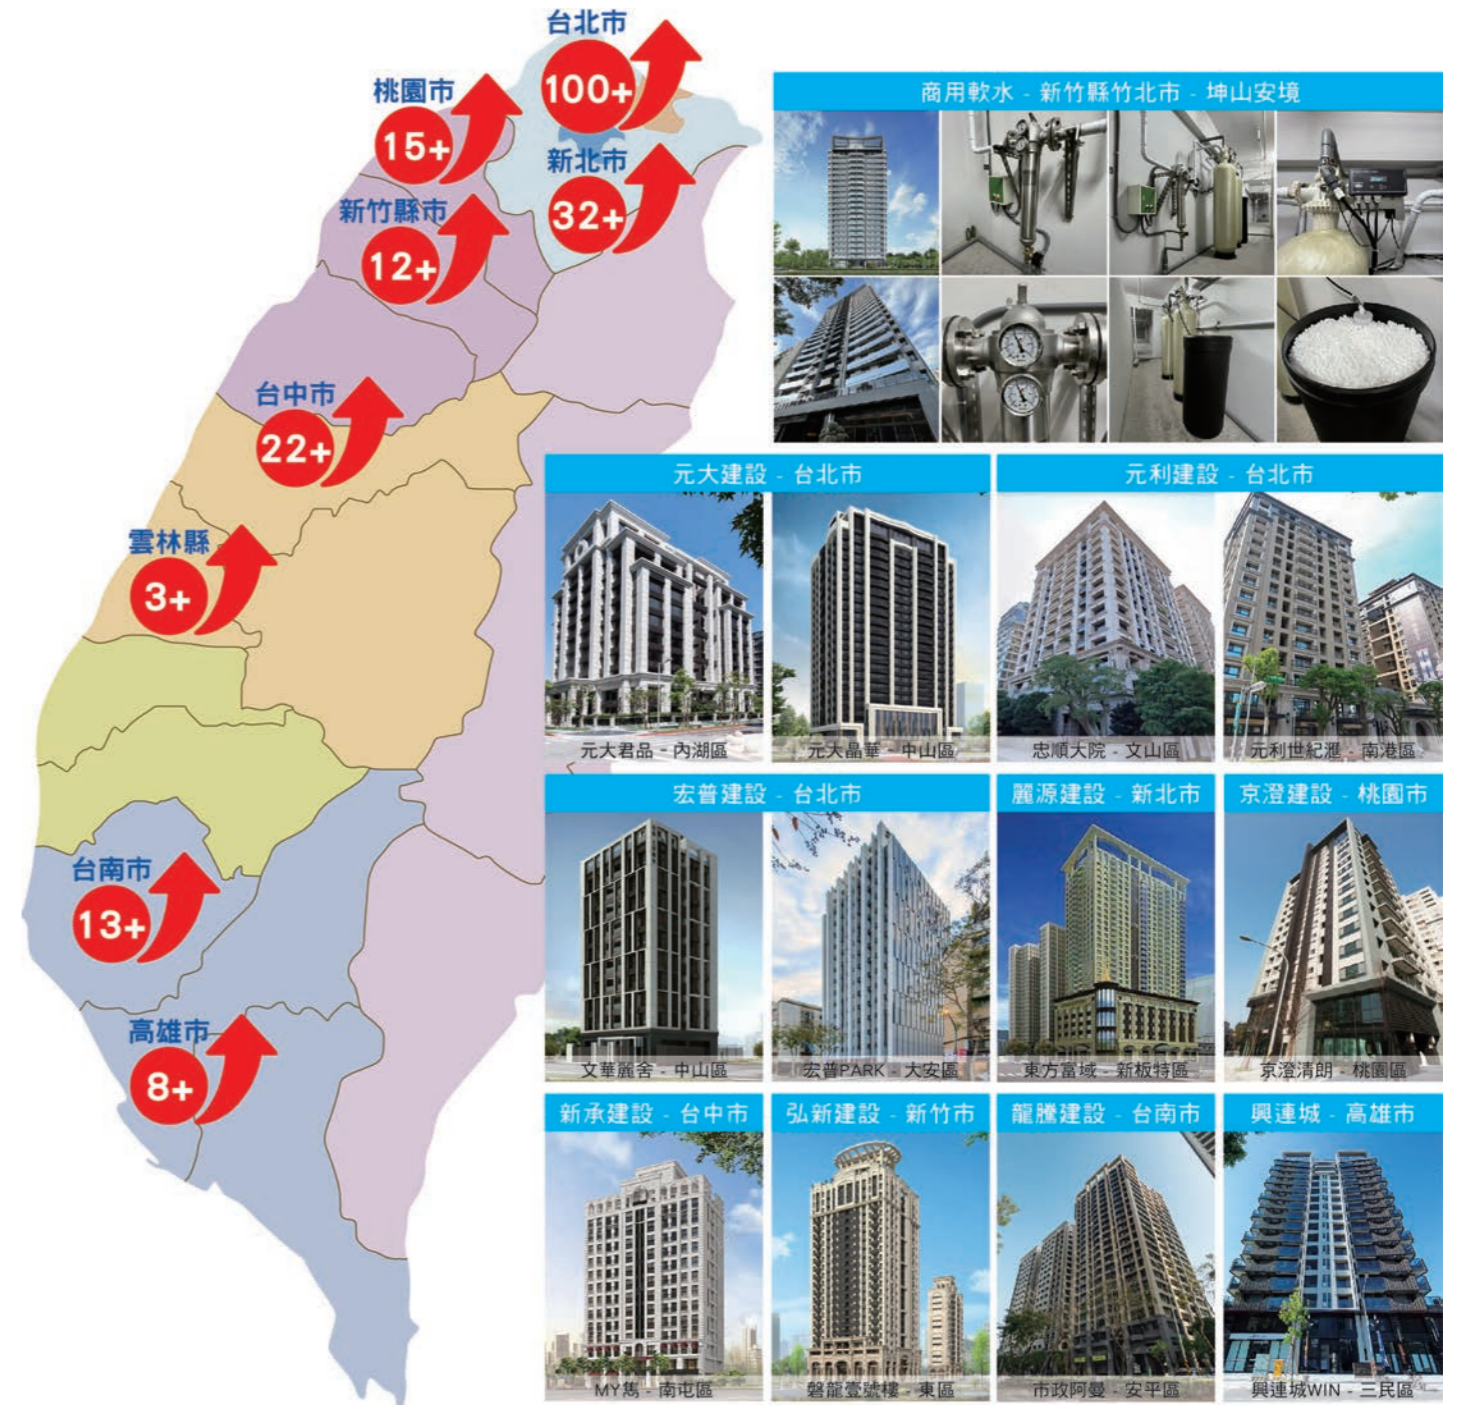 台北市
100+
桃園市
15+
新北市
32+
新竹縣市
12+
台中市
22+
雲林縣
3+
台南市
13+
高雄市
8+
商用軟水 - 新竹縣竹北市 - 坤山安境
元大建設 - 台北市
元利建設 - 台北市
元大君品 - 內湖區
元大晶華 - 中山區
忠順大院 - 文山區
元利世紀滙 - 南港區
宏普建設 - 台北市
麗源建設 - 新北市
京澄建設 - 桃園市
文華麗舍 - 中山區
宏普PARK - 大安區
東方富域 - 新板特區
京澄清朗 - 桃園區
新承建設 - 台中市
弘新建設 - 新竹市
龍騰建設 - 台南市
興連城 - 高雄市
MY雋 - 南屯區
磐龍壹號樓 - 東區
市政阿曼 - 安平區
興連城WIN - 三民區